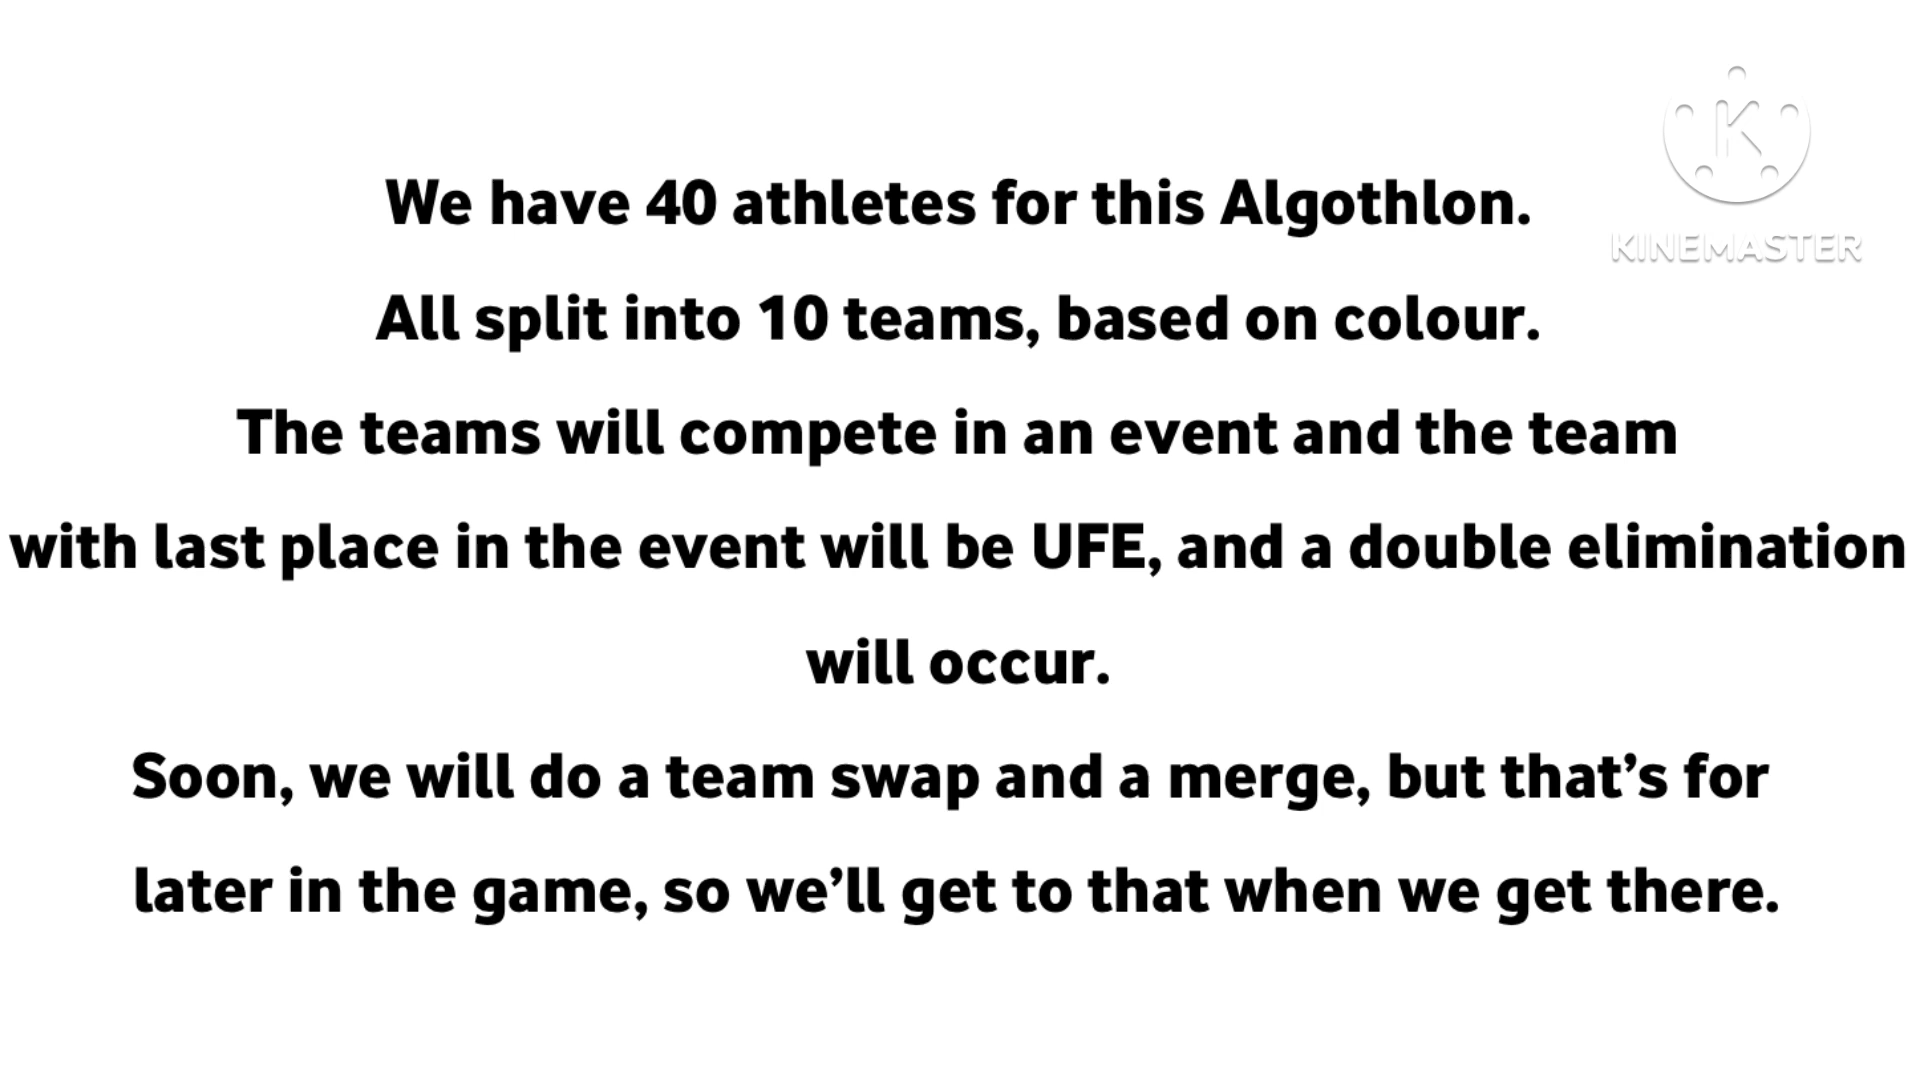 We have 40 athletes for this Algothlon.
KINEMASTER
All split into 10 teams, based on colour.
The teams will compete in an event and the team
with last place in the event will be UFE, and a double elimination
will occur.
Soon, we will do a team swap and a merge, but that’s for
later in the game, so we’ll get to that when we get there.